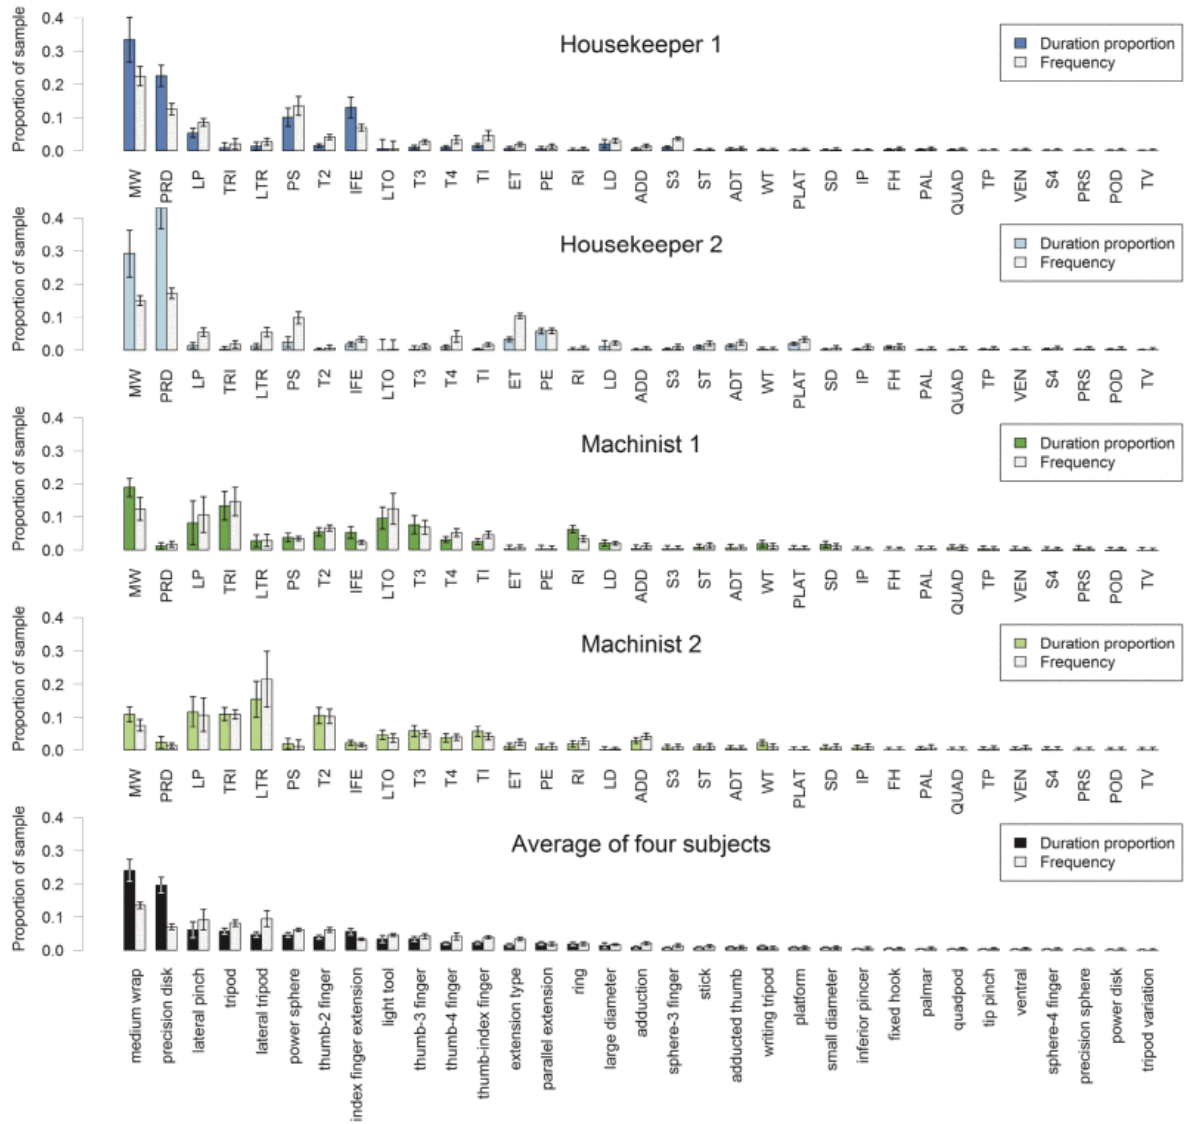 Housekeeper 1
Proportion of sample
0.4
0.3
0.2
0.1
0.0
Duration proportion
Frequency
MW PRD LP TRI LTR PS T2 IFE LTO T3 T4 TI ET PE RI LD ADD S3 ST ADT WT PLAT SD IP FH PAL QUAD TP VEN S4 PRS POD TV
Housekeeper 2
Proportion of sample
0.4
0.3
0.2
0.1
0.0
Duration proportion
Frequency
MW PRD LP TRI LTR PS T2 IFE LTO T3 T4 TI ET PE RI LD ADD S3 ST ADT WT PLAT SD IP FH PAL QUAD TP VEN S4 PRS POD TV
Machinist 1
Proportion of sample
0.4
0.3
0.2
0.1
0.0
Duration proportion
Frequency
MW PRD LP TRI LTR PS T2 IFE LTO T3 T4 TI ET PE RI LD ADD S3 ST ADT WT PLAT SD IP FH PAL QUAD TP VEN S4 PRS POD TV
Machinist 2
Proportion of sample
0.4
0.3
0.2
0.1
0.0
Duration proportion
Frequency
MW PRD LP TRI LTR PS T2 IFE LTO T3 T4 TI ET PE RI LD ADD S3 ST ADT WT PLAT SD IP FH PAL QUAD TP VEN S4 PRS POD TV
Average of four subjects
Proportion of sample
0.4
0.3
0.2
0.1
0.0
Duration proportion
Frequency
medium wrap
precision disk
lateral pinch
tripod
lateral tripod
power sphere
thumb-2 finger
index finger extension
light tool
thumb-3 finger
thumb-4 finger
thumb-index finger
extension type
parallel extension
ring
large diameter
adduction
sphere-3 finger
stick
adducted thumb
writing tripod
platform
small diameter
inferior pincer
fixed hook
palmar
quadpod
tip pinch
ventral
sphere-4 finger
precision sphere
power disk
tripod variation